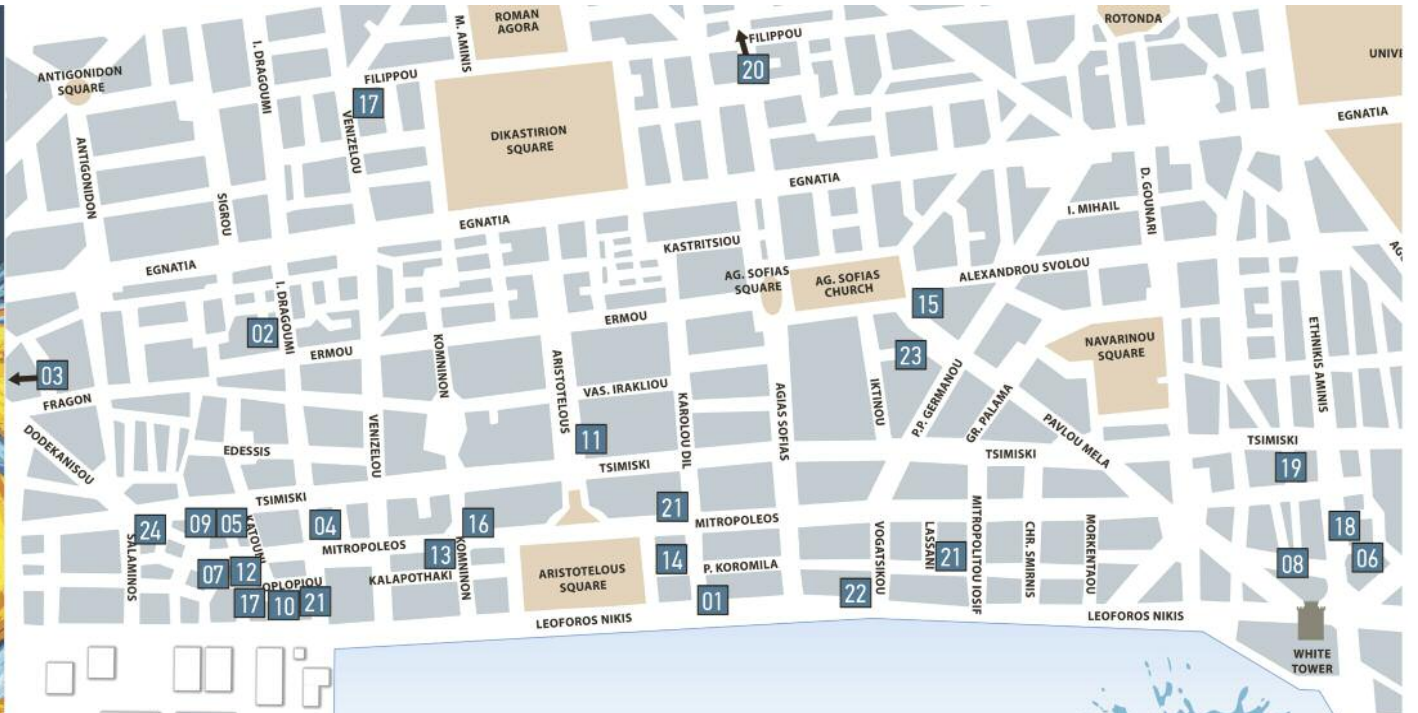 ROMAN
AGORA
ROTONDA
M. AMINIS
FILIPPOU
I. DRAGOUMI
ANTIGONIDON
SQUARE
20
UNIVE
FILIPPOU
17
VENIZELOU
EGNATIA
DIKASTIRION
SQUARE
ANTIGONIDON
EGNATIA
D. GOUNARI
SIGROU
I. MIHAIL
EGNATIA
KASTRITSIOU
EGNATIA
AG. SOFIAS
SQUARE
AG. SOFIAS
CHURCH
ALEXANDROU SVOLOU
I. DRAGOUMI
15
02
ERMOU
ERMOU
NAVARINOU
SQUARE
ETHNIKIS AMINIS
23
03
KOMNINON
ARISTOTELOUS
VAS. IRAKLIOU
KAROLOU DIL
AGIAS SOFIAS
IKTINOU
P.P. GERMANOU
GR. PALAMA
FRAGON
DODEKANISOU
VENIZELOU
11
PAVLOU MELA
EDESSIS
TSIMISKI
TSIMISKI
TSIMISKI
19
TSIMISKI
24
09
05
04
16
21
MITROPOLEOS
18
SALAMINOS
MITROPOLEOS
13
KOMNINON
VOGATSIKOU
LASSANI
21
MITROPOLITOU IOSIF
CHR. SMIRNIS
MORKENTAOU
07
12
KALAPOTHAKI
ARISTOTELOUS
SQUARE
14
P. KOROMILA
08
06
OPLOPIOU
17
10
21
01
22
LEOFOROS NIKIS
LEOFOROS NIKIS
WHITE
TOWER